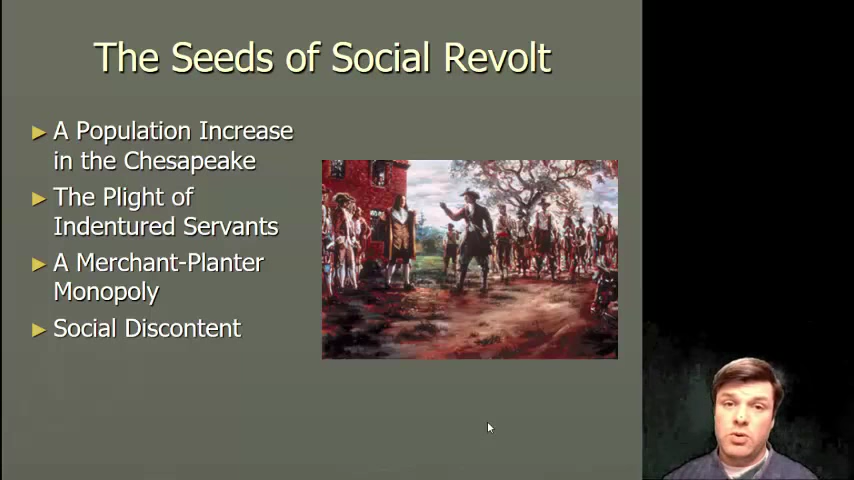 The Seeds of Social Revolt
A Population Increase
in the Chesapeake
The Plight of
Indentured Servants
A Merchant-Planter
Monopoly
Social Discontent